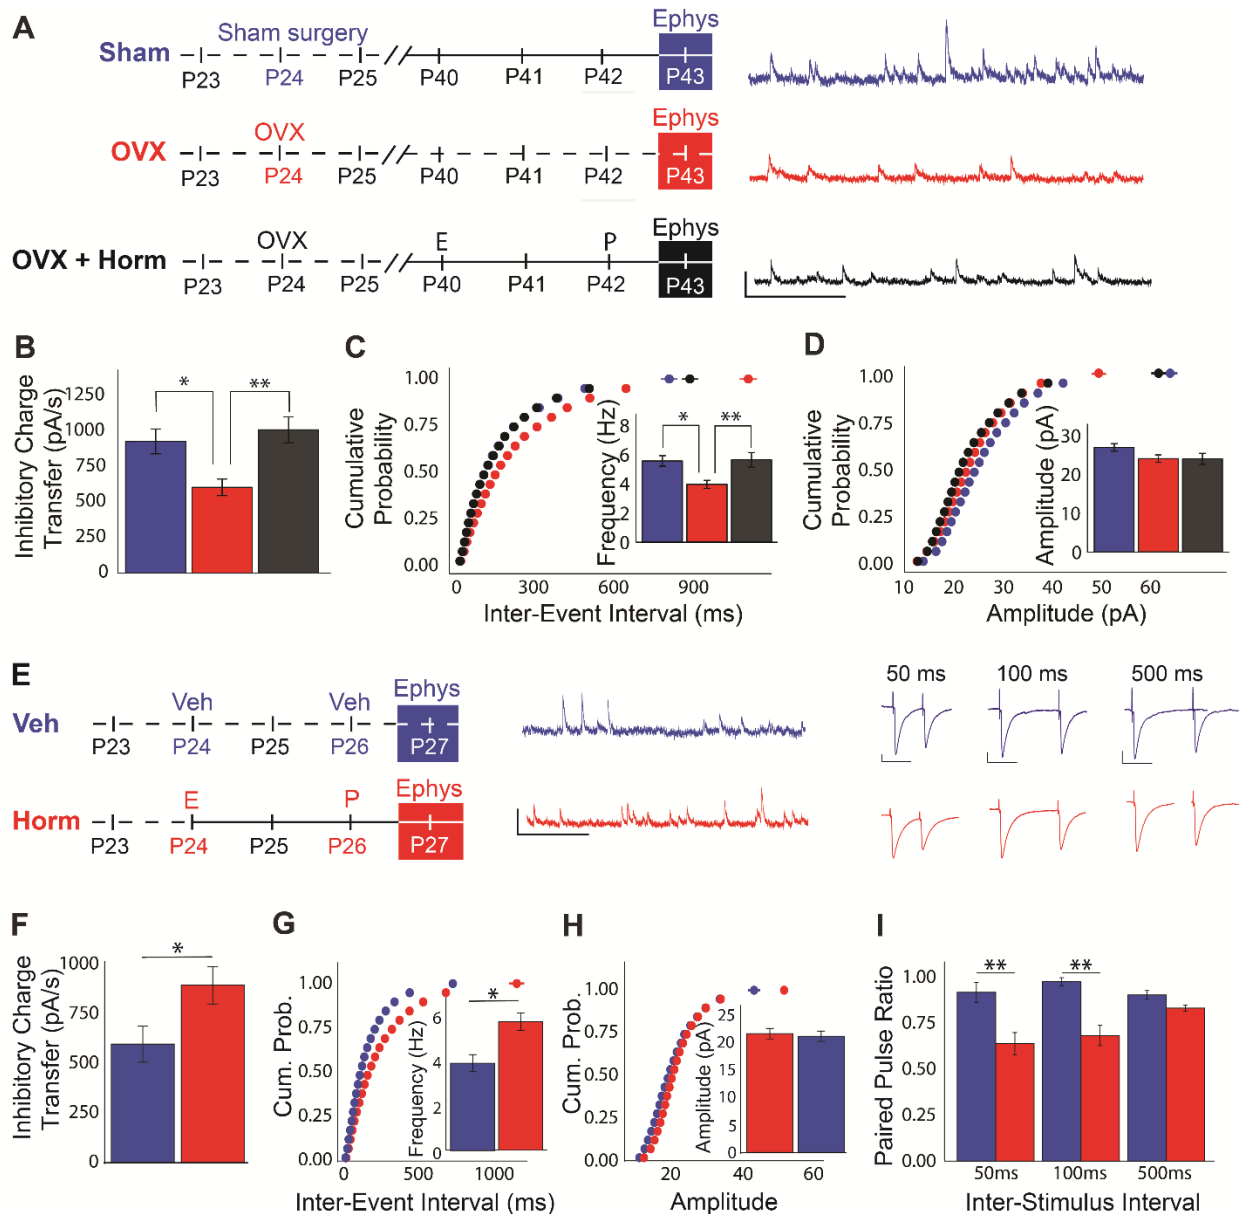 A
Sham
Sham surgery
Ephys
P23 P24 P25 P40 P41 P42 P43
OVX
OVX
Ephys
P23 P24 P25 P40 P41 P42 P43
OVX + Horm
OVX
E
P
Ephys
P23 P24 P25 P40 P41 P42 P43
B
Inhibitory Charge
Transfer (pA/s)
1250
1000
750
500
250
0
*
**
C
Cumulative
Probability
1.00
0.75
0.50
0.25
0.00
0 300 600 900
Inter-Event Interval (ms)
Frequency (Hz)
8
6
4
2
0
*
**
D
Cumulative
Probability
1.00
0.75
0.50
0.25
0.00
10 20 30 40 50 60
Amplitude (pA)
Amplitude (pA)
30
20
10
0
E
Veh
Veh
Veh
Ephys
P23 P24 P25 P26 P27
Horm
E
P
Ephys
P23 P24 P25 P26 P27
50 ms
100 ms
500 ms
F
Inhibitory Charge
Transfer (pA/s)
1000
750
500
250
0
*
G
Cum. Prob.
1.00
0.75
0.50
0.25
0.00
0 500 1000
Inter-Event Interval (ms)
Frequency (Hz)
6
4
2
0
*
H
Cum. Prob.
1.00
0.75
0.50
0.25
0.00
20 40 60
Amplitude
Amplitude (pA)
25
20
15
10
5
0
I
Paired Pulse Ratio
1.00
0.75
0.50
0.25
0.00
**
**
50ms 100ms 500ms
Inter-Stimulus Interval